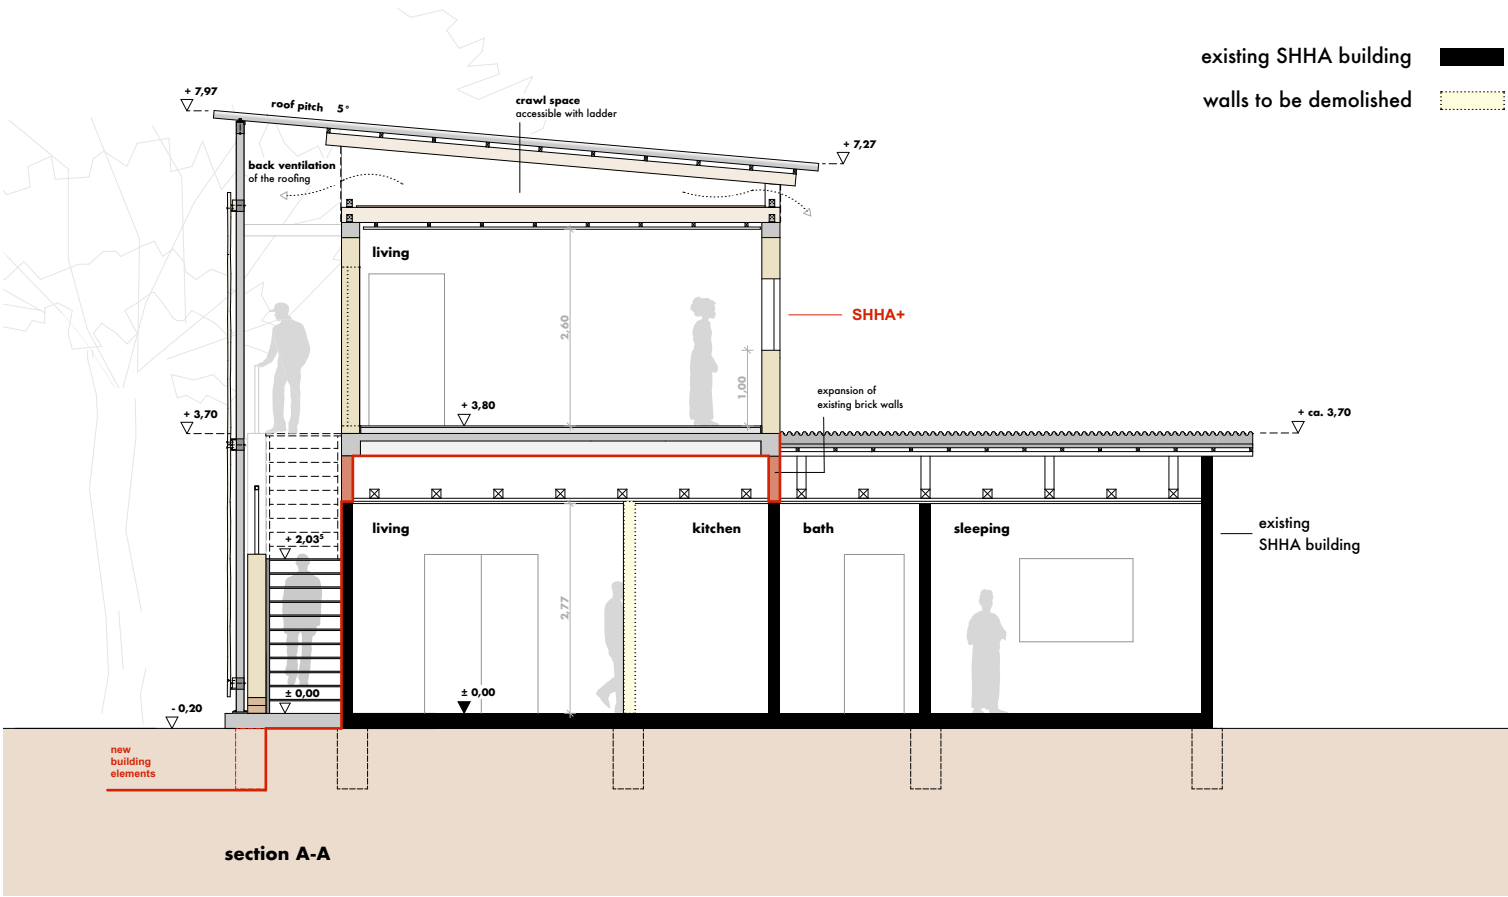 existing SHHA building
walls to be demolished
+ 7,97
roof pitch 5°
crawl space
accessible with ladder
+ 7,27
back ventilation
of the roofing
living
2,60
SHHA+
1,00
expansion of
existing brick walls
+ 3,80
+ 3,70
+ ca. 3,70
living
kitchen
bath
sleeping
existing
SHHA building
+ 2,03⁵
2,77
± 0,00
± 0,00
- 0,20
new
building
elements
section A-A